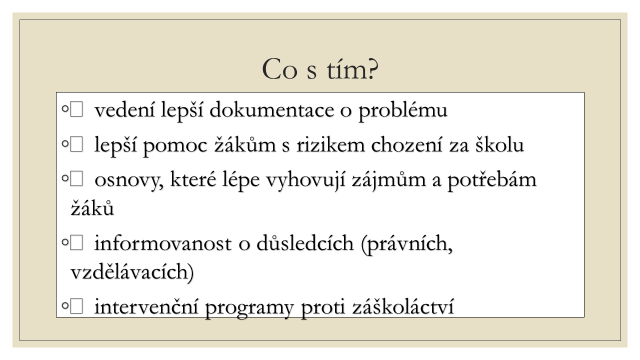 Co s tím?
◦□ vedení lepší dokumentace o problému
◦□ lepší pomoc žákům s rizikem chození za školu
◦□ osnovy, které lépe vyhovují zájmům a potřebám
žáků
◦□ informovanost o důsledcích (právních,
vzdělávacích)
◦□ intervenční programy proti záškoláctví